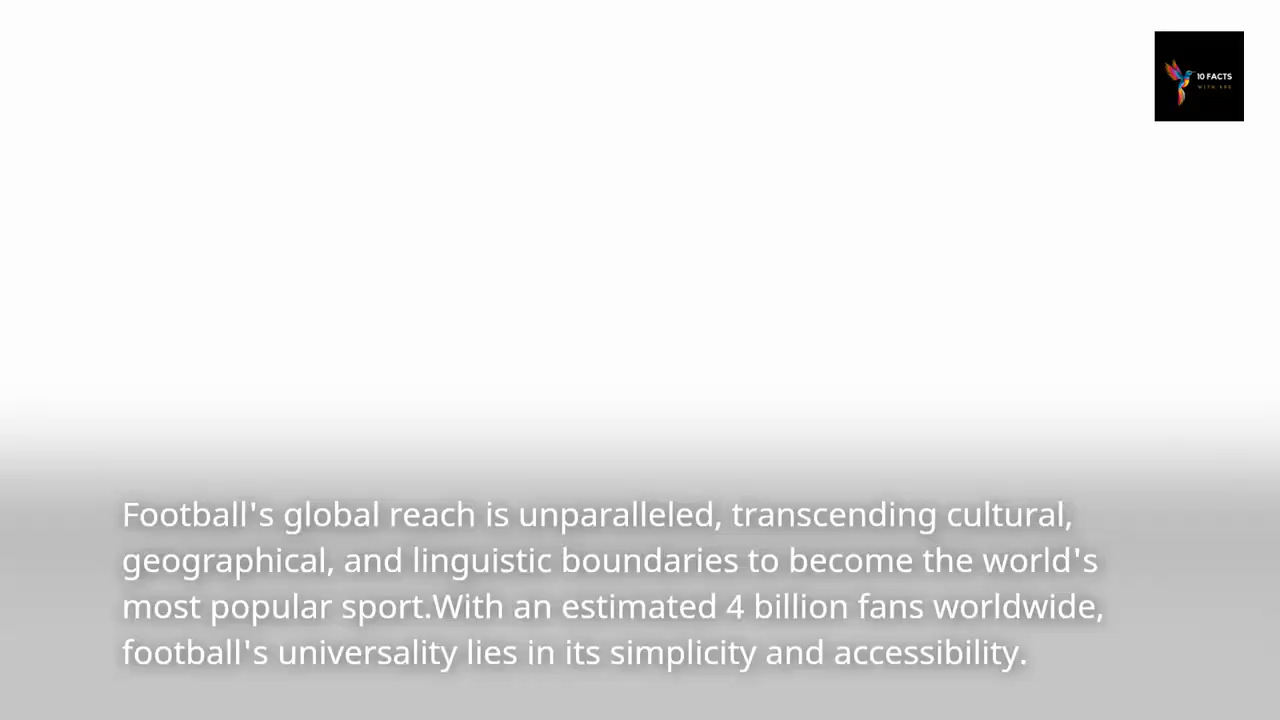 10 FACTS
Football's global reach is unparalleled, transcending cultural,
geographical, and linguistic boundaries to become the world's
most popular sport.With an estimated 4 billion fans worldwide,
football's universality lies in its simplicity and accessibility.